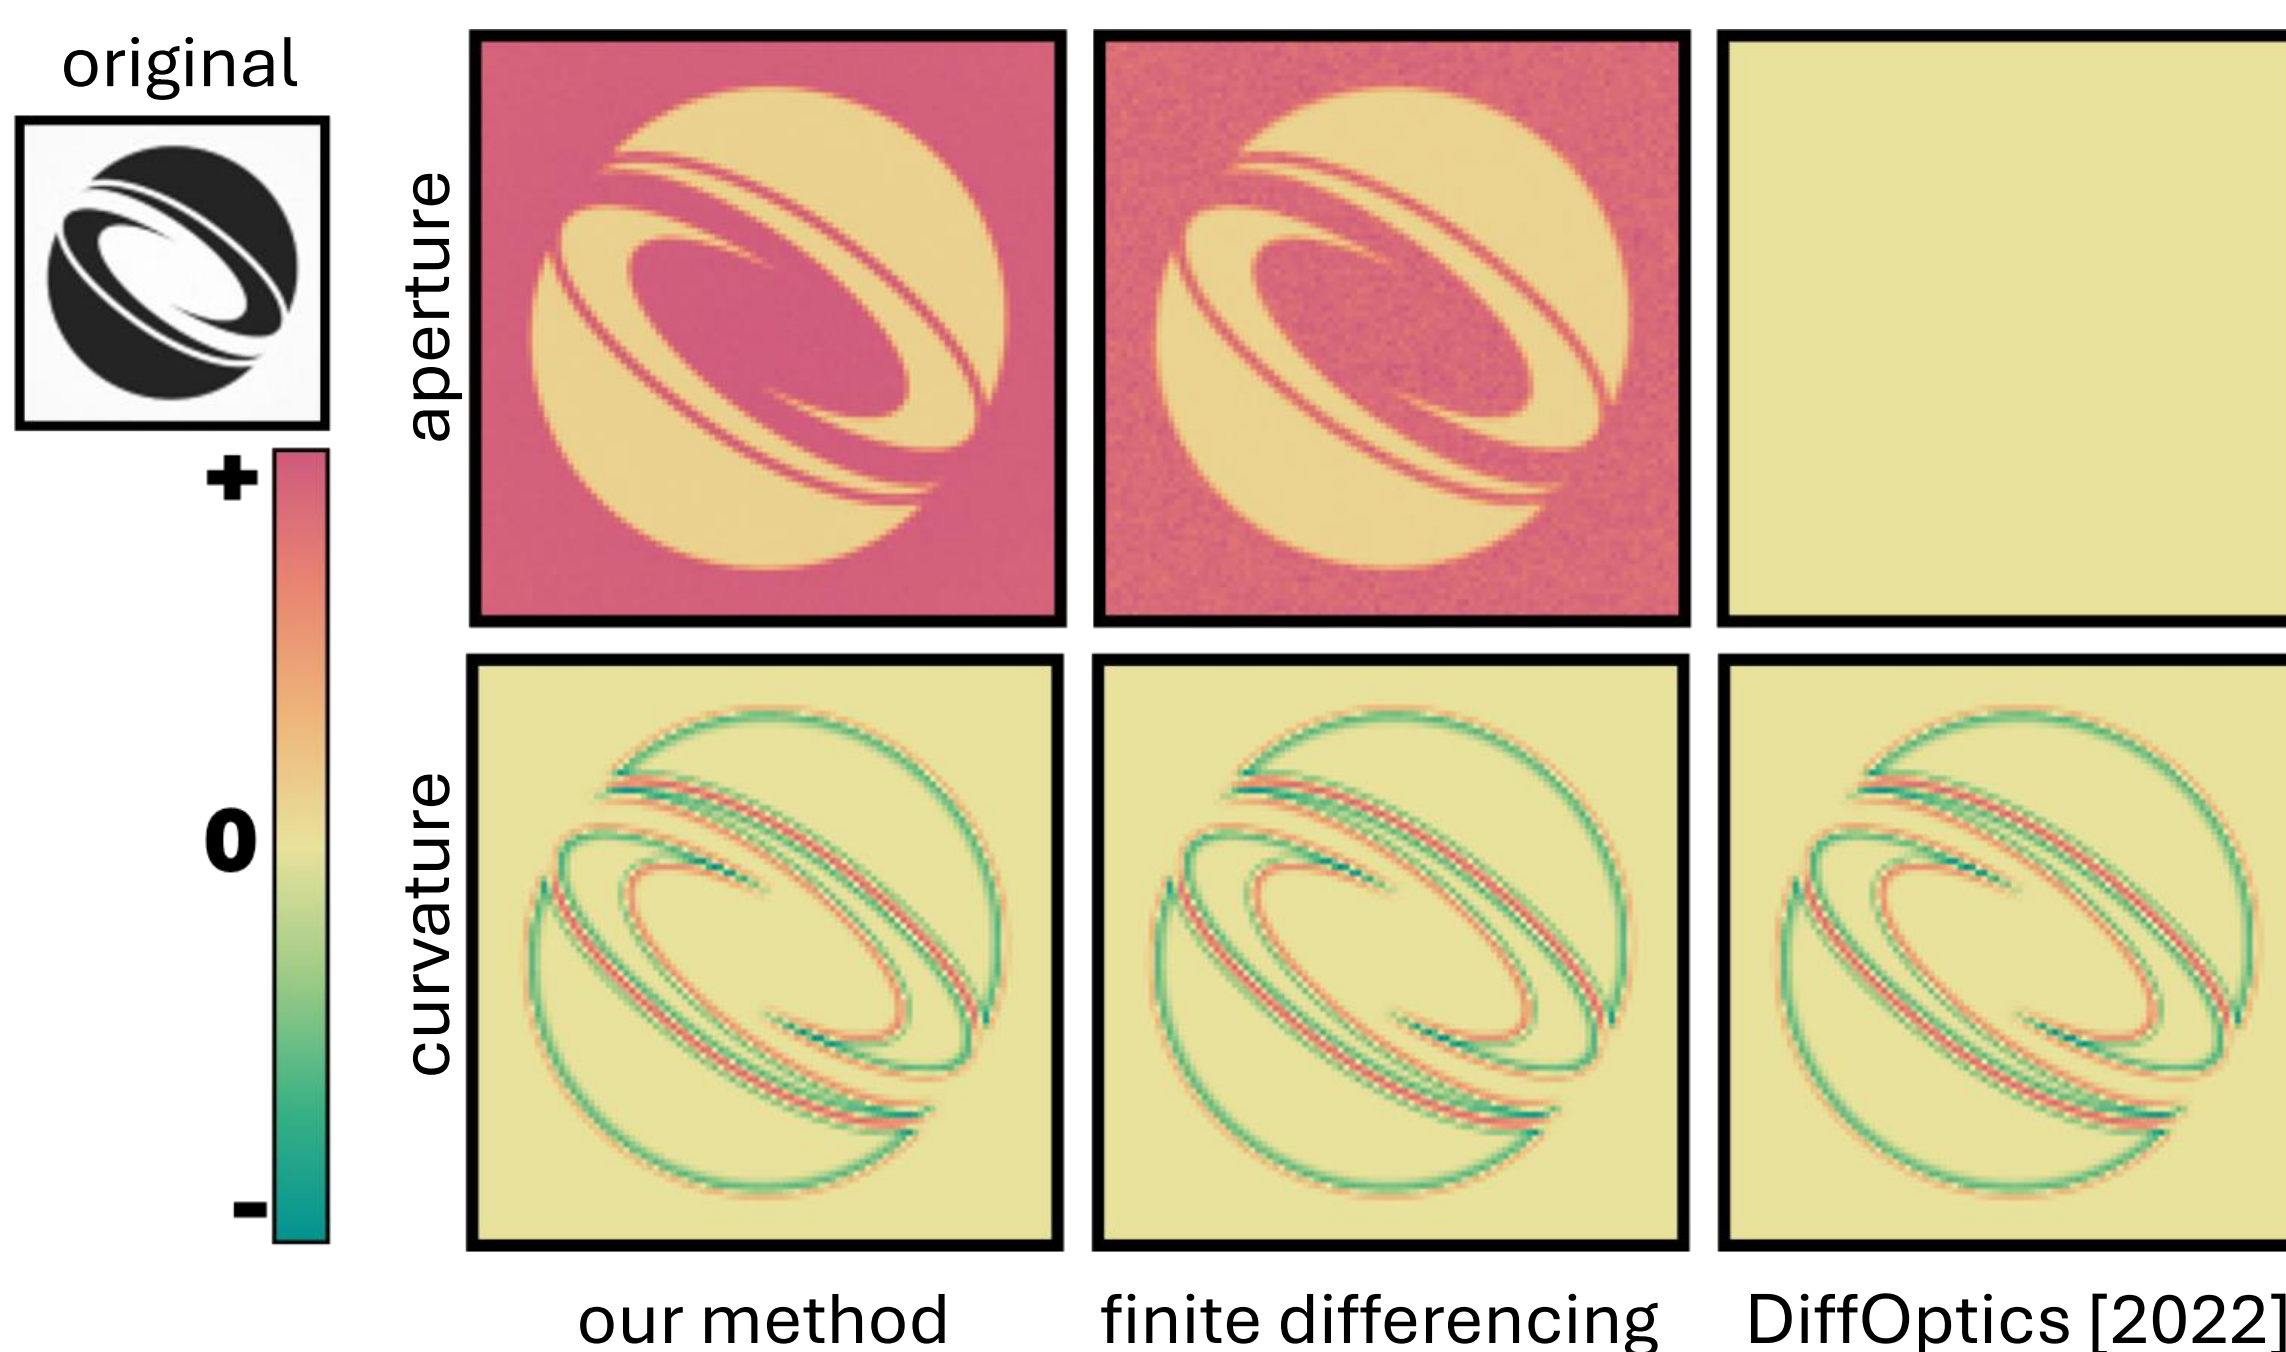 original
+
0
-
aperture
curvature
our method
finite differencing
DiffOptics [2022]